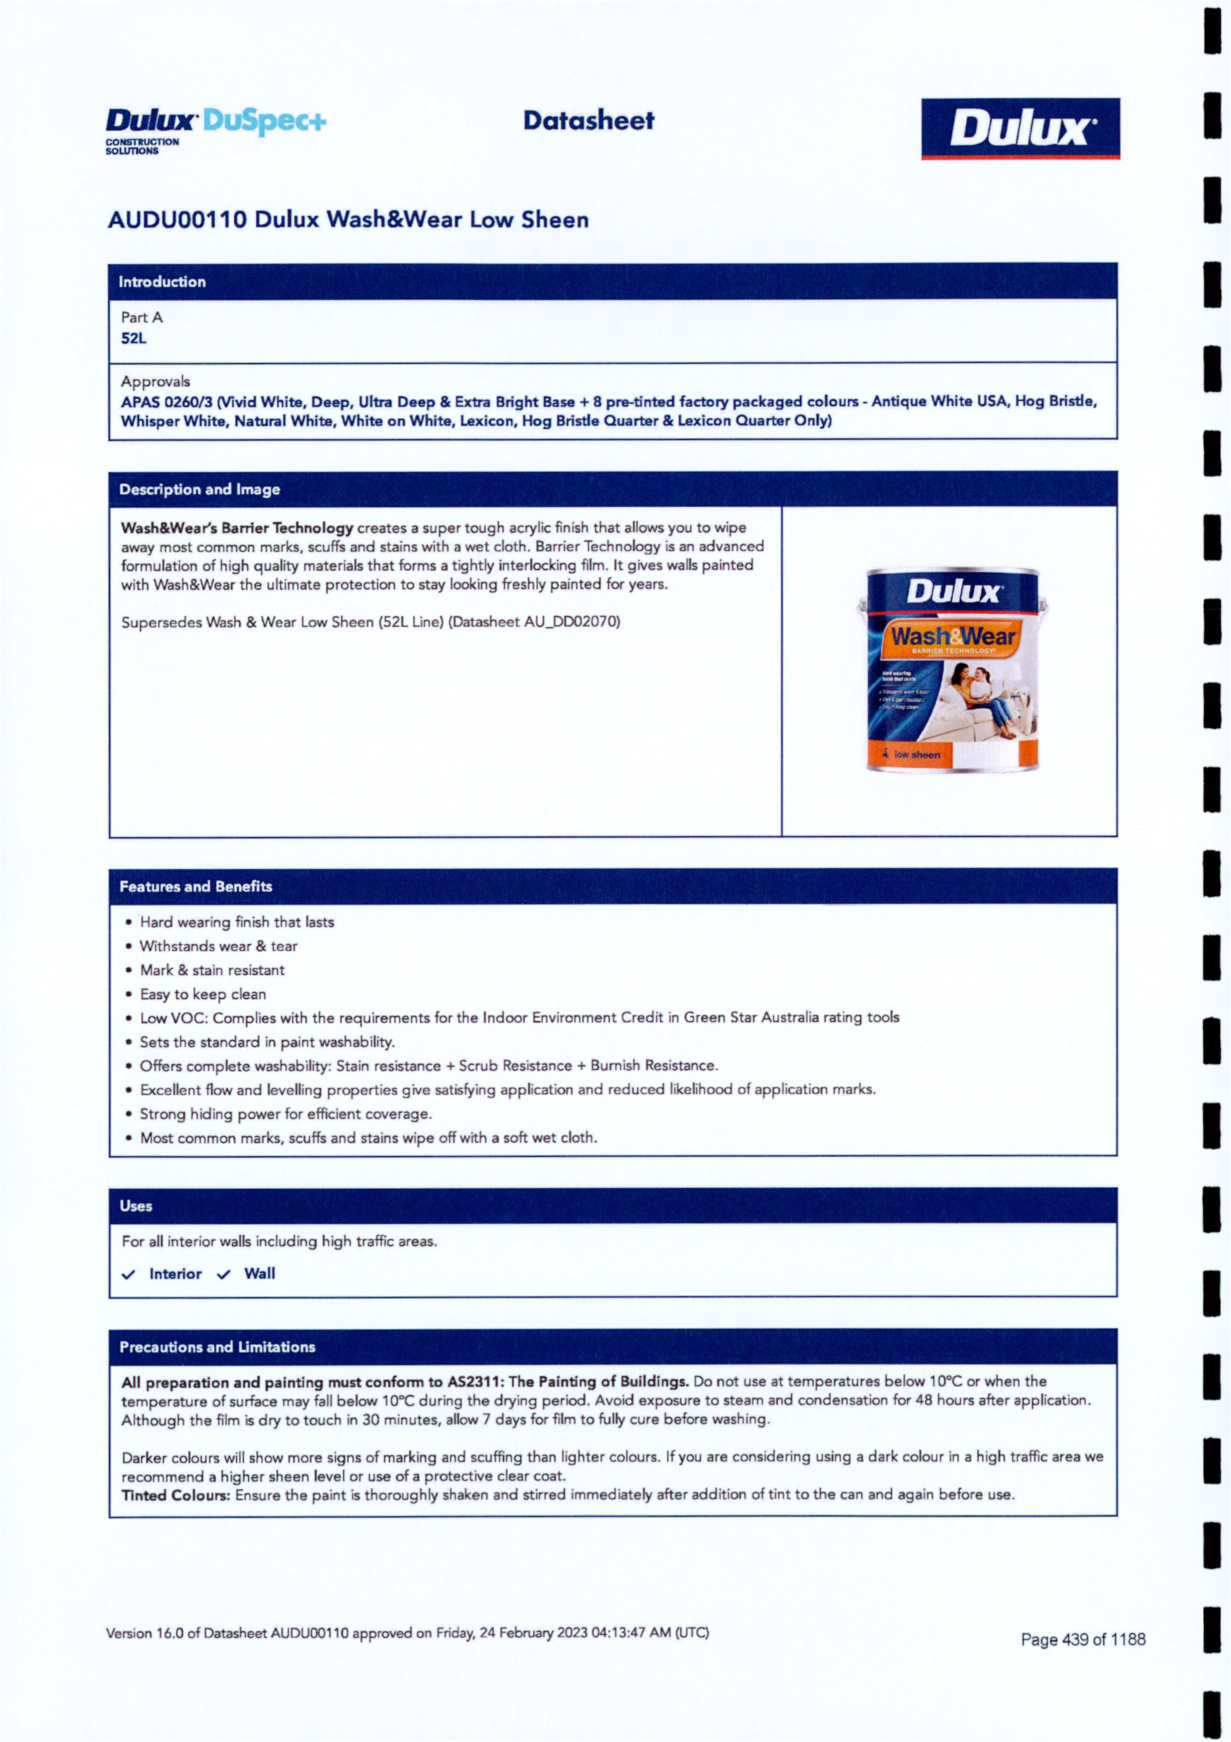 Dulux DuSpec+
CONSTRUCTION
SOLUTIONS
Datasheet
Dulux
AUDU00110 Dulux Wash&Wear Low Sheen
Introduction
Part A
52L
Approvals
APAS 0260/3 (Vivid White, Deep, Ultra Deep & Extra Bright Base + 8 pre-tinted factory packaged colours - Antique White USA, Hog Bristle,
Whisper White, Natural White, White on White, Lexicon, Hog Bristle Quarter & Lexicon Quarter Only)
Description and Image
Wash&Wear's Barrier Technology creates a super tough acrylic finish that allows you to wipe
away most common marks, scuffs and stains with a wet cloth. Barrier Technology is an advanced
formulation of high quality materials that forms a tightly interlocking film. It gives walls painted
with Wash&Wear the ultimate protection to stay looking freshly painted for years.
Supersedes Wash & Wear Low Sheen (52L Line) (Datasheet AU_DD02070)
Dulux
Wash&Wear
BARRIER TECHNOLOGY
Hard wearing
finish that lasts
low sheen
Features and Benefits
• Hard wearing finish that lasts
• Withstands wear & tear
• Mark & stain resistant
• Easy to keep clean
• Low VOC: Complies with the requirements for the Indoor Environment Credit in Green Star Australia rating tools
• Sets the standard in paint washability.
• Offers complete washability: Stain resistance + Scrub Resistance + Burnish Resistance.
• Excellent flow and levelling properties give satisfying application and reduced likelihood of application marks.
• Strong hiding power for efficient coverage.
• Most common marks, scuffs and stains wipe off with a soft wet cloth.
Uses
For all interior walls including high traffic areas.
✓ Interior ✓ Wall
Precautions and Limitations
All preparation and painting must conform to AS2311: The Painting of Buildings. Do not use at temperatures below 10°C or when the
temperature of surface may fall below 10°C during the drying period. Avoid exposure to steam and condensation for 48 hours after application.
Although the film is dry to touch in 30 minutes, allow 7 days for film to fully cure before washing.
Darker colours will show more signs of marking and scuffing than lighter colours. If you are considering using a dark colour in a high traffic area we
recommend a higher sheen level or use of a protective clear coat.
Tinted Colours: Ensure the paint is thoroughly shaken and stirred immediately after addition of tint to the can and again before use.
Version 16.0 of Datasheet AUDU00110 approved on Friday, 24 February 2023 04:13:47 AM (UTC)
Page 439 of 1188